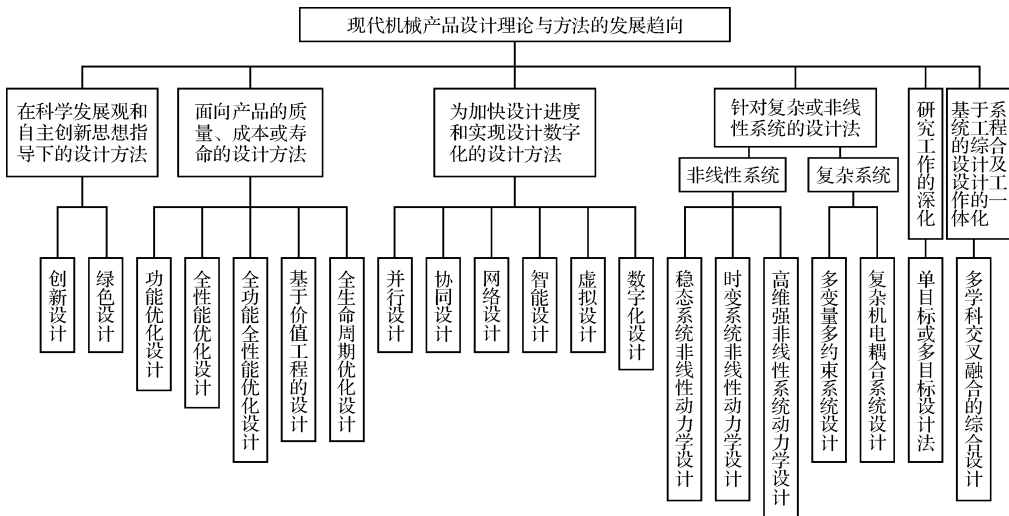 现代机械产品设计理论与方法的发展趋向
在科学发展观和
自主创新思想指
导下的设计方法
面向产品的质
量、成本或寿
命的设计方法
为加快设计进度
和实现设计数字
化的设计方法
针对复杂或非线
性系统的设计法
非线性系统
复杂系统
研究工作的深化
基于系
统工程
的综合
设计及
设计工
作的一
体化
创新设计
绿色设计
功能优化设计
全性能优化设计
全功能全性能优化设计
基于价值工程的设计
全生命周期优化设计
并行设计
协同设计
网络设计
智能设计
虚拟设计
数字化设计
稳态系统非线性动力学设计
时变系统非线性动力学设计
高维强非线性系统动力学设计
多变量多约束系统设计
复杂机电耦合系统设计
单目标或多目标设计法
多学科交叉融合的综合设计